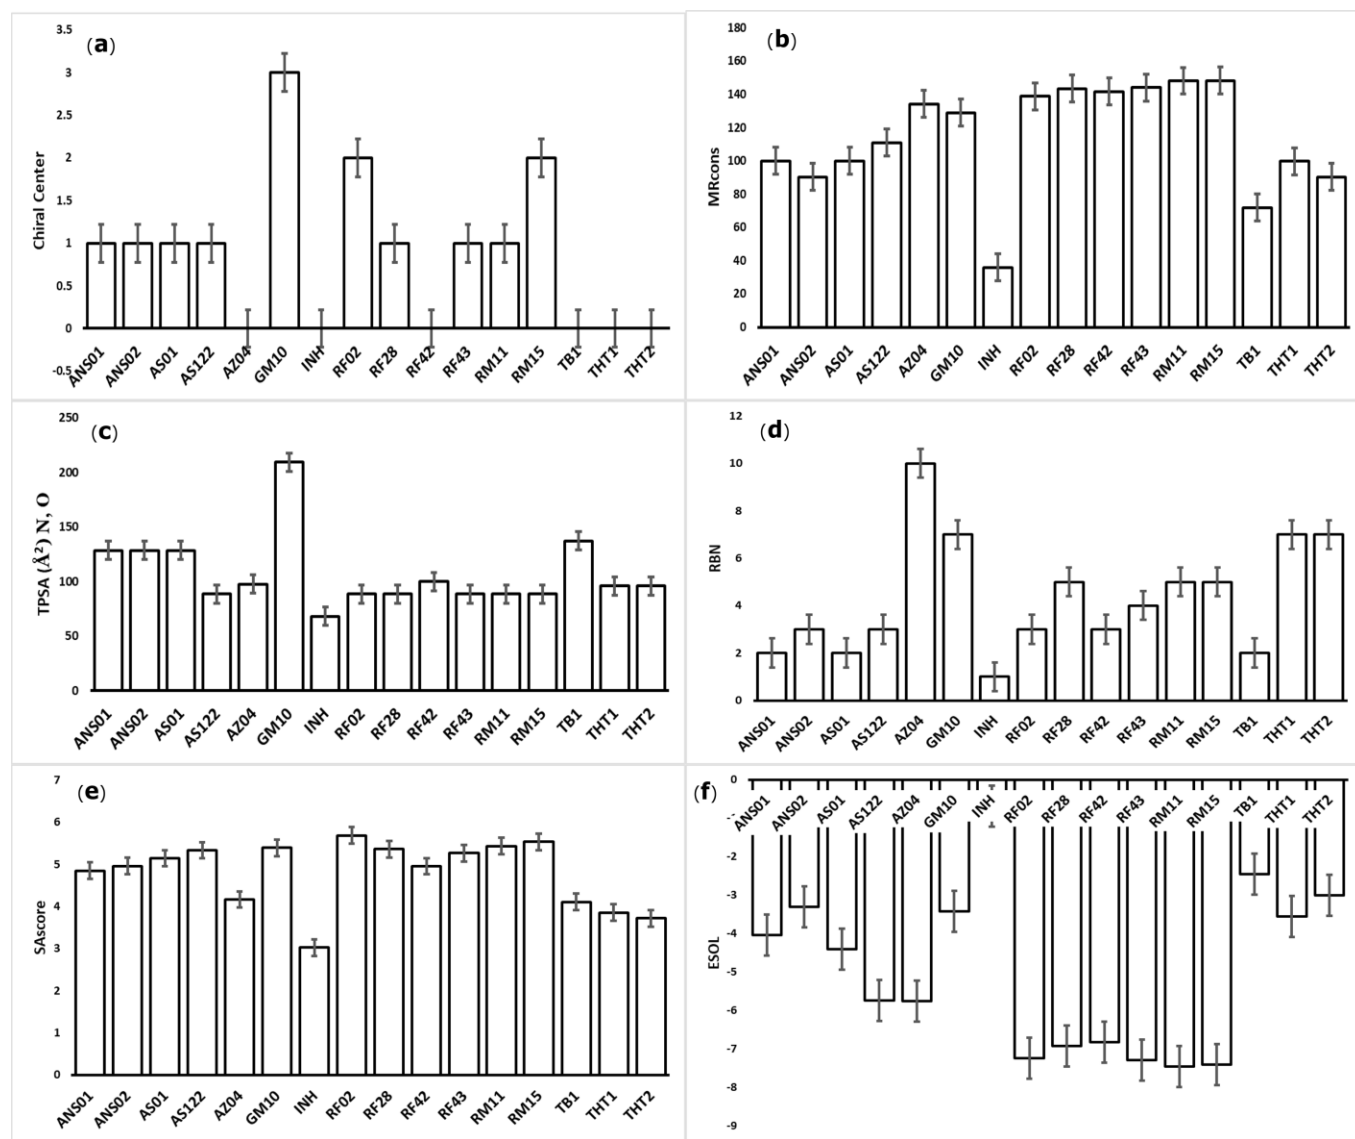 (a)
Chiral Center
3.5
3
2.5
2
1.5
1
0.5
0
-0.5
ANS01 ANS02 AS01 AS122 AZ04 GM10 INH RF02 RF28 RF42 RF43 RM11 RM15 TB1 THT1 THT2
(b)
MRcons
180
160
140
120
100
80
60
40
20
0
ANS01 ANS02 AS01 AS122 AZ04 GM10 INH RF02 RF28 RF42 RF43 RM11 RM15 TB1 THT1 THT2
(c)
TPSA (Å²) N, O
250
200
150
100
50
0
ANS01 ANS02 AS01 AS122 AZ04 GM10 INH RF02 RF28 RF42 RF43 RM11 RM15 TB1 THT1 THT2
(d)
RBN
12
10
8
6
4
2
0
ANS01 ANS02 AS01 AS122 AZ04 GM10 INH RF02 RF28 RF42 RF43 RM11 RM15 TB1 THT1 THT2
(e)
SAscore
7
6
5
4
3
2
1
0
ANS01 ANS02 AS01 AS122 AZ04 GM10 INH RF02 RF28 RF42 RF43 RM11 RM15 TB1 THT1 THT2
(f)
ESOL
0
ANS01 ANS02 AS01 AS122 AZ04 GM10 INH RF02 RF28 RF42 RF43 RM11 RM15 TB1 THT1 THT2
-2
-3
-4
-5
-6
-7
-8
-9